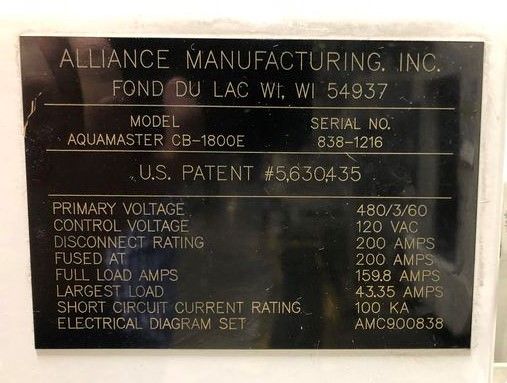 ALLIANCE MANUFACTURING. INC.
FOND DU LAC WI, WI 54937
MODEL SERIAL NO.
AQUAMASTER CB-1800E 838-1216
U.S. PATENT #5,630,435
PRIMARY VOLTAGE 480/3/60
CONTROL VOLTAGE 120 VAC
DISCONNECT RATING 200 AMPS
FUSED AT 200 AMPS
FULL LOAD AMPS 159.8 AMPS
LARGEST LOAD 43.35 AMPS
SHORT CIRCUIT CURRENT RATING 100 KA
ELECTRICAL DIAGRAM SET AMC900838